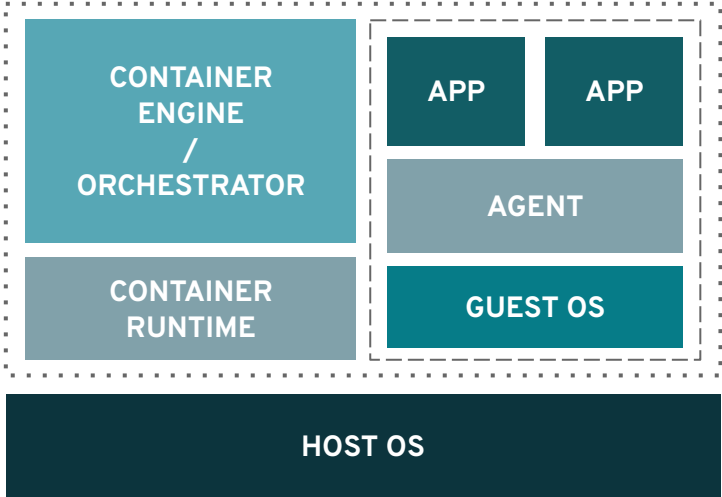 CONTAINER
ENGINE
/
ORCHESTRATOR
CONTAINER
RUNTIME
APP APP
AGENT
GUEST OS
HOST OS